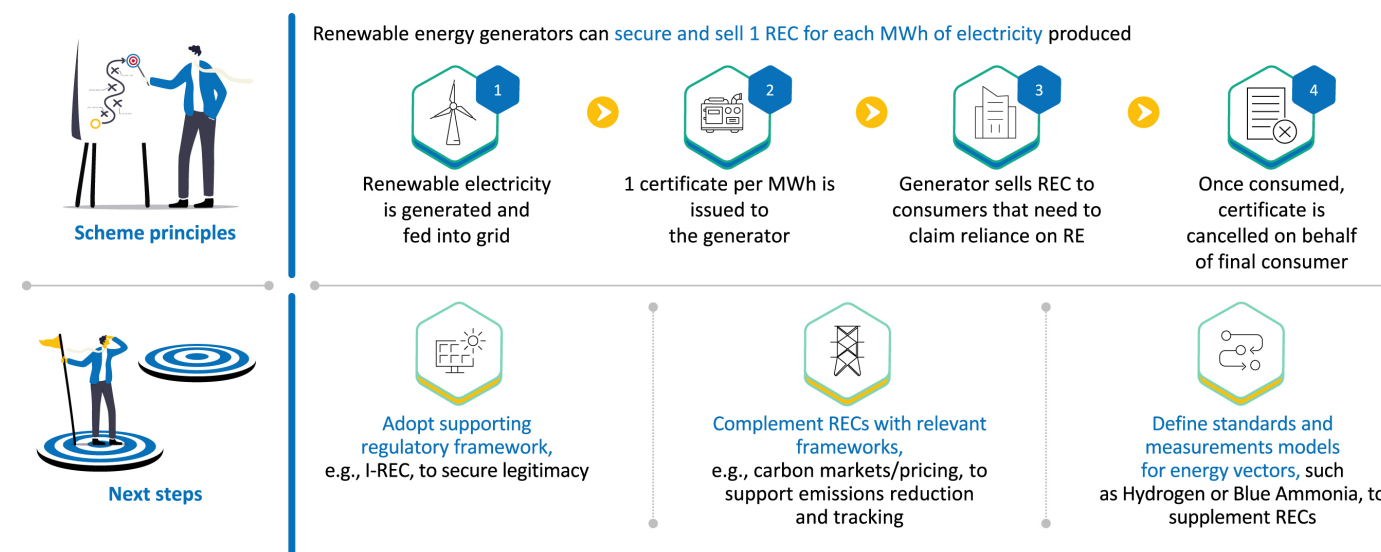 Renewable energy generators can secure and sell 1 REC for each MWh of electricity produced
1
2
3
4
Renewable electricity
is generated and
fed into grid
1 certificate per MWh is
issued to
the generator
Generator sells REC to
consumers that need to
claim reliance on RE
Once consumed,
certificate is
cancelled on behalf
of final consumer
Scheme principles
Adopt supporting
regulatory framework,
e.g., I-REC, to secure legitimacy
Complement RECs with relevant
frameworks,
e.g., carbon markets/pricing, to
support emissions reduction
and tracking
Define standards and
measurements models
for energy vectors, such
as Hydrogen or Blue Ammonia, to
supplement RECs
Next steps